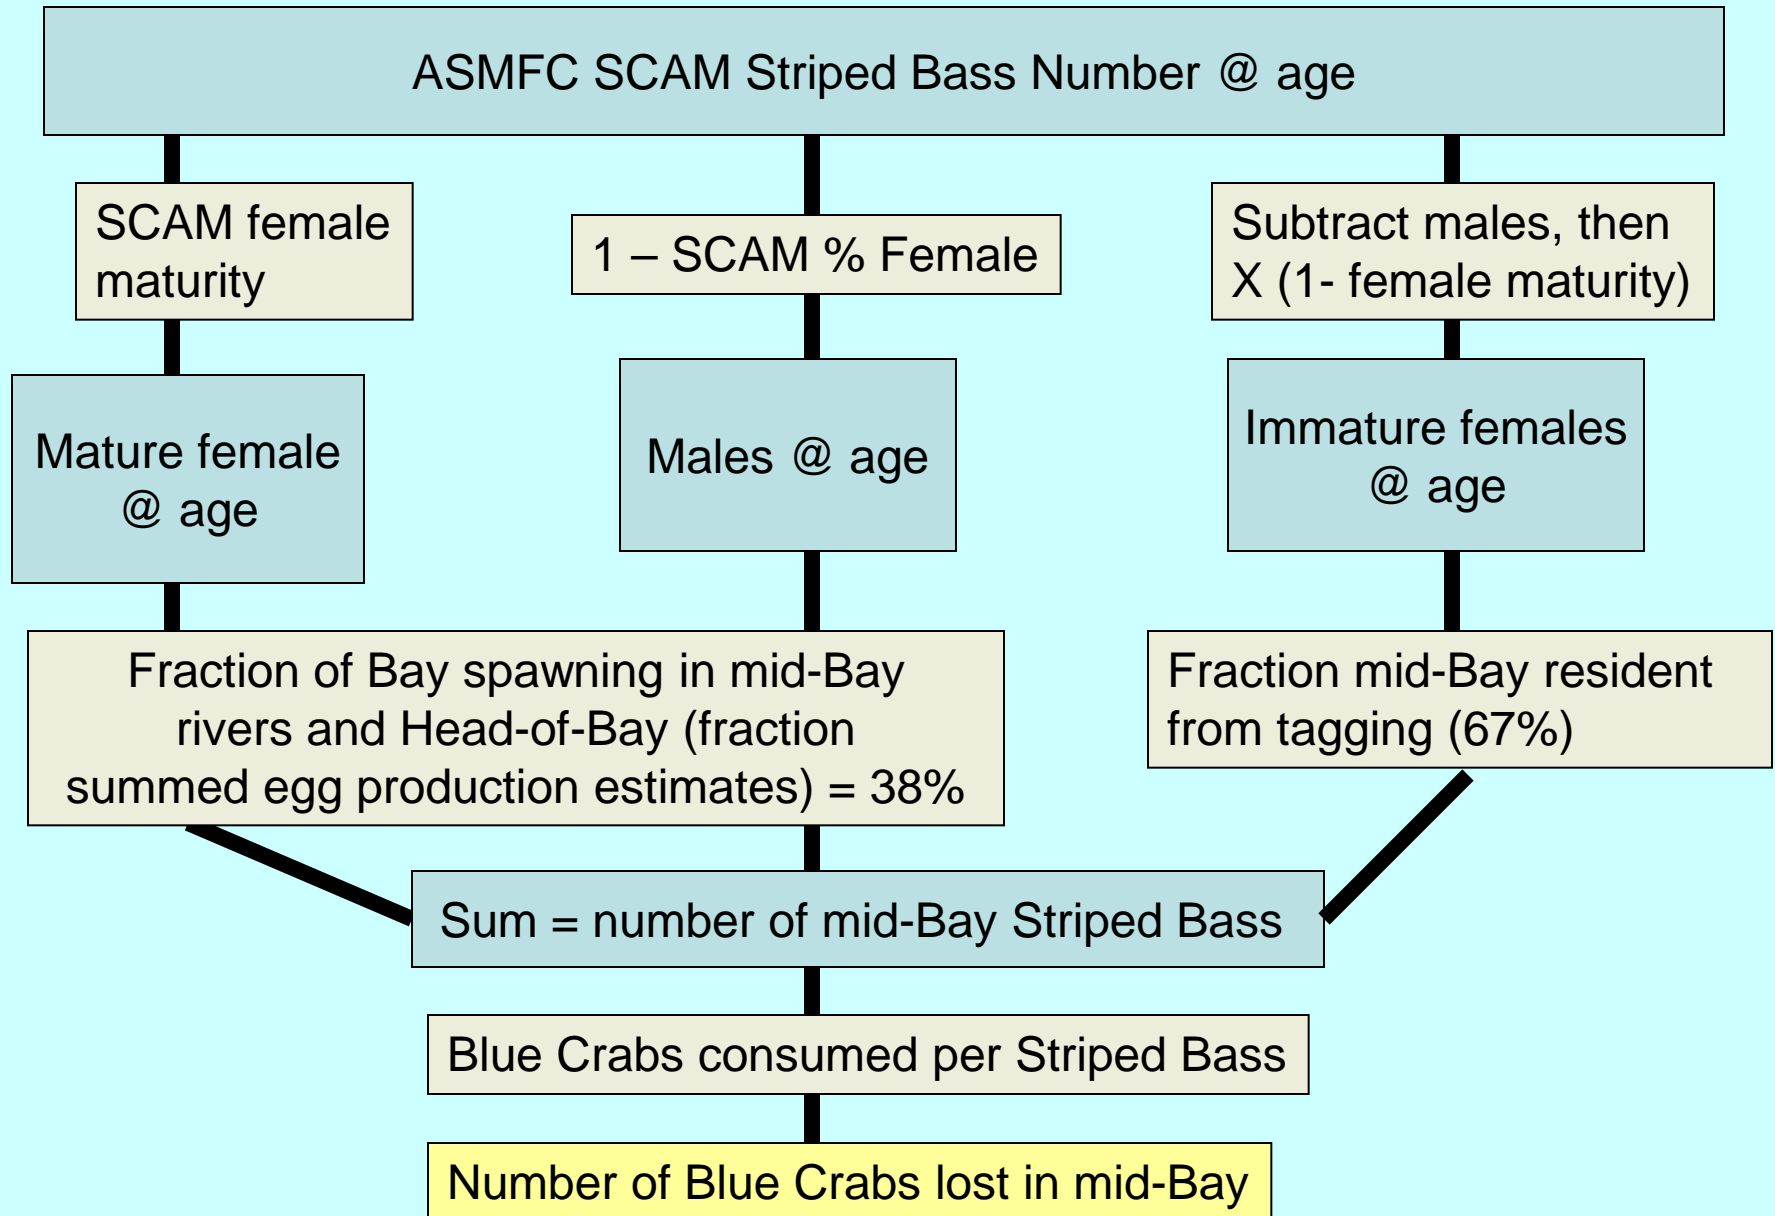 ASMFC SCAM Striped Bass Number @ age
SCAM female
maturity
1 – SCAM % Female
Subtract males, then
X (1- female maturity)
Mature female
@ age
Males @ age
Immature females
@ age
Fraction of Bay spawning in mid-Bay
rivers and Head-of-Bay (fraction
summed egg production estimates) = 38%
Fraction mid-Bay resident
from tagging (67%)
Sum = number of mid-Bay Striped Bass
Blue Crabs consumed per Striped Bass
Number of Blue Crabs lost in mid-Bay